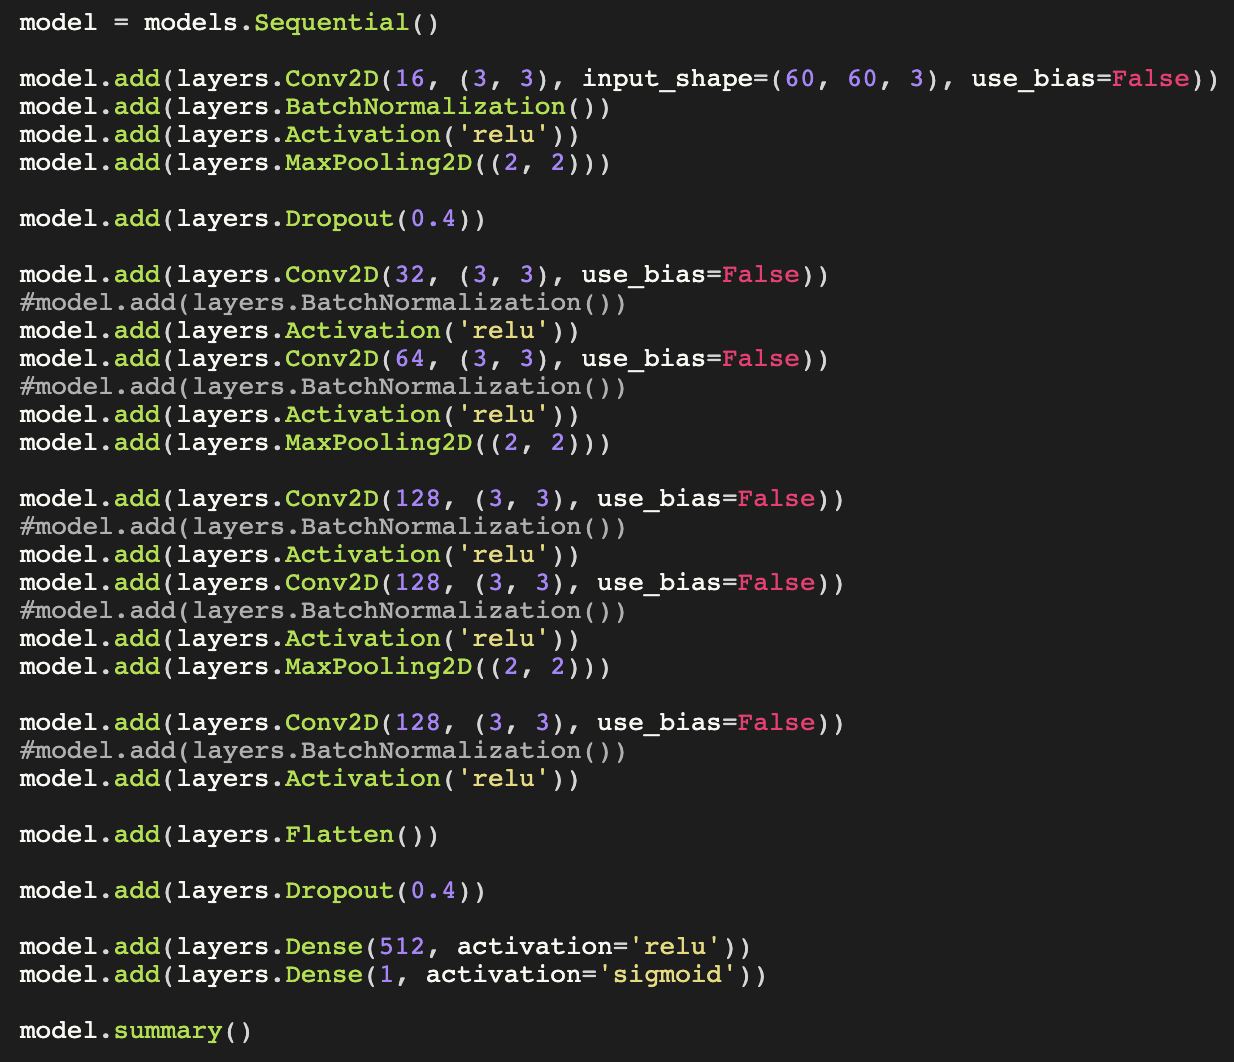 model = models.Sequential()
model.add(layers.Conv2D(16, (3, 3), input_shape=(60, 60, 3), use_bias=False))
model.add(layers.BatchNormalization())
model.add(layers.Activation('relu'))
model.add(layers.MaxPooling2D((2, 2)))
model.add(layers.Dropout(0.4))
model.add(layers.Conv2D(32, (3, 3), use_bias=False))
#model.add(layers.BatchNormalization())
model.add(layers.Activation('relu'))
model.add(layers.Conv2D(64, (3, 3), use_bias=False))
#model.add(layers.BatchNormalization())
model.add(layers.Activation('relu'))
model.add(layers.MaxPooling2D((2, 2)))
model.add(layers.Conv2D(128, (3, 3), use_bias=False))
#model.add(layers.BatchNormalization())
model.add(layers.Activation('relu'))
model.add(layers.Conv2D(128, (3, 3), use_bias=False))
#model.add(layers.BatchNormalization())
model.add(layers.Activation('relu'))
model.add(layers.MaxPooling2D((2, 2)))
model.add(layers.Conv2D(128, (3, 3), use_bias=False))
#model.add(layers.BatchNormalization())
model.add(layers.Activation('relu'))
model.add(layers.Flatten())
model.add(layers.Dropout(0.4))
model.add(layers.Dense(512, activation='relu'))
model.add(layers.Dense(1, activation='sigmoid'))
model.summary()